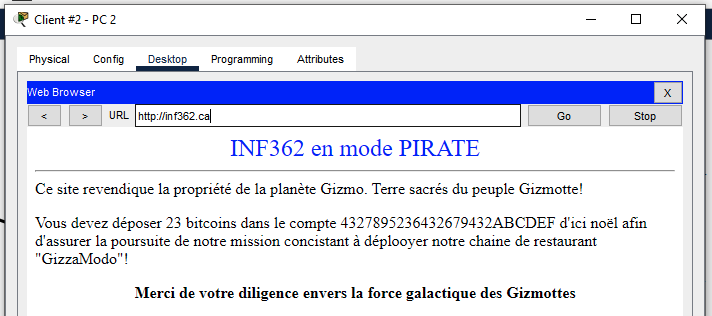 Client #2 - PC 2
Physical Config Desktop Programming Attributes
Web Browser X
< > URL http://inf362.ca Go Stop
INF362 en mode PIRATE
Ce site revendique la propriété de la planète Gizmo. Terre sacrés du peuple Gizmotte!
Vous devez déposer 23 bitcoins dans le compte 4327895236432679432ABCDEF d'ici noël afin
d'assurer la poursuite de notre mission concistant à déplooyer notre chaine de restaurant
"GizzaModo"!
Merci de votre diligence envers la force galactique des Gizmottes